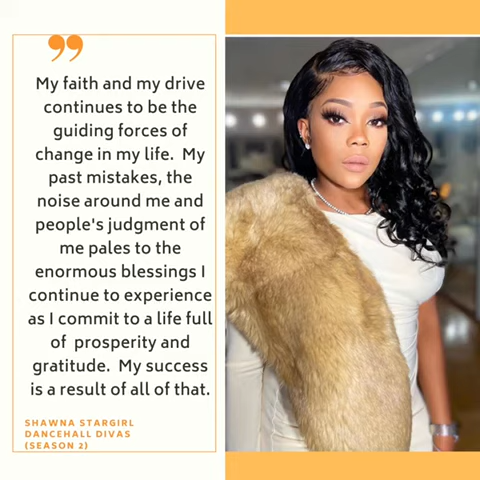 My faith and my drive
continues to be the
guiding forces of
change in my life. My
past mistakes, the
noise around me and
people's judgment of
me pales to the
enormous blessings I
continue to experience
as I commit to a life full
of prosperity and
gratitude. My success
is a result of all of that.
SHAWNA STARGIRL
DANCEHALL DIVAS
(SEASON 2)